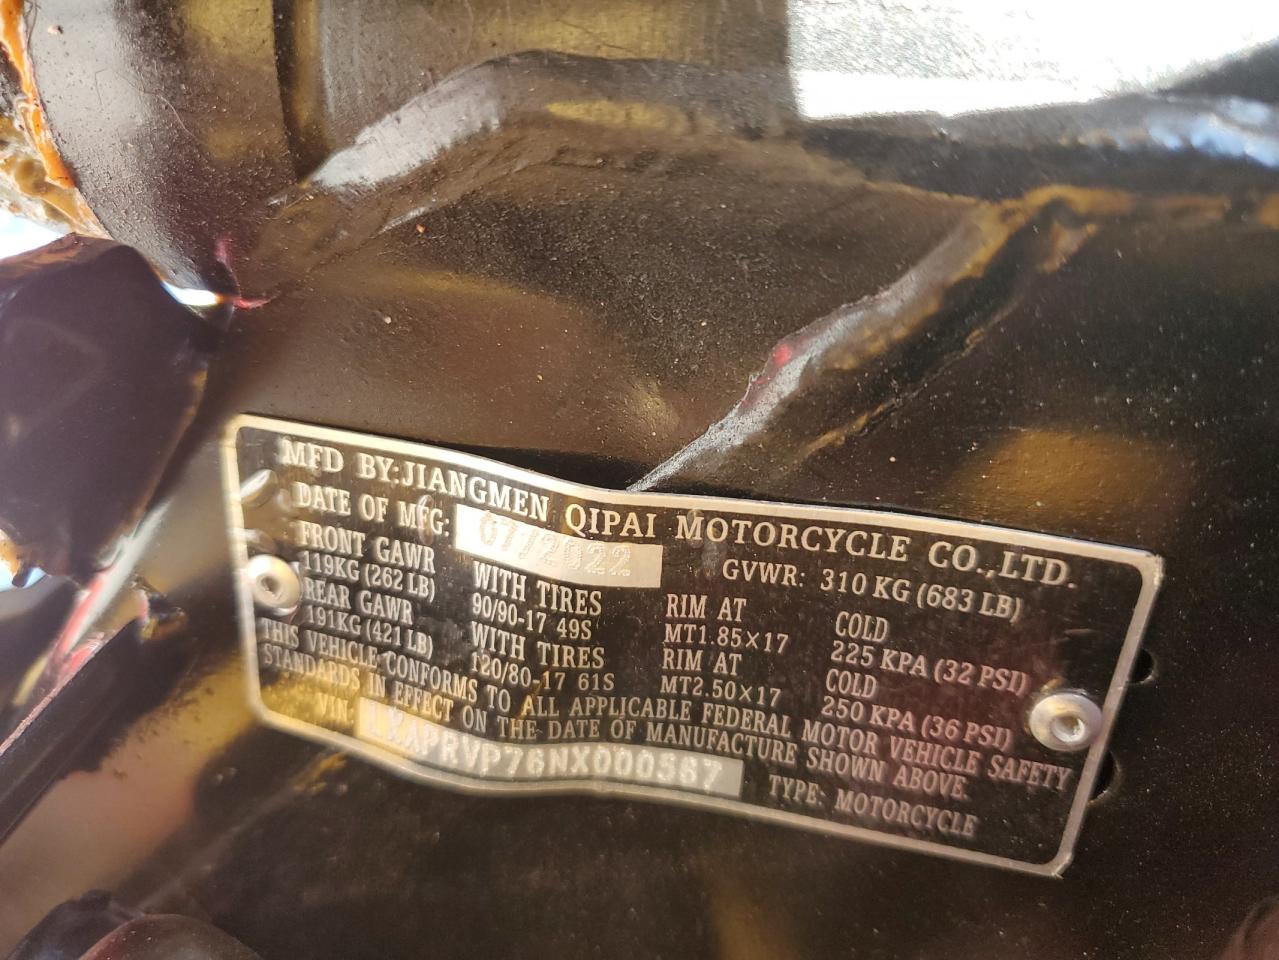 MFD BY:JIANGMEN QIPAI MOTORCYCLE CO.,LTD.
DATE OF MFG: 07/2022 GVWR: 310 KG (683 LB)
FRONT GAWR WITH TIRES RIM AT COLD
119KG (262 LB) 90/90-17 49S MT1.85×17 225 KPA (32 PSI)
REAR GAWR WITH TIRES RIM AT COLD
191KG (421 LB) 120/80-17 61S MT2.50×17 250 KPA (36 PSI)
THIS VEHICLE CONFORMS TO ALL APPLICABLE FEDERAL MOTOR VEHICLE SAFETY
STANDARDS IN EFFECT ON THE DATE OF MANUFACTURE SHOWN ABOVE.
VIN: LXAPRVP76NX000567 TYPE: MOTORCYCLE